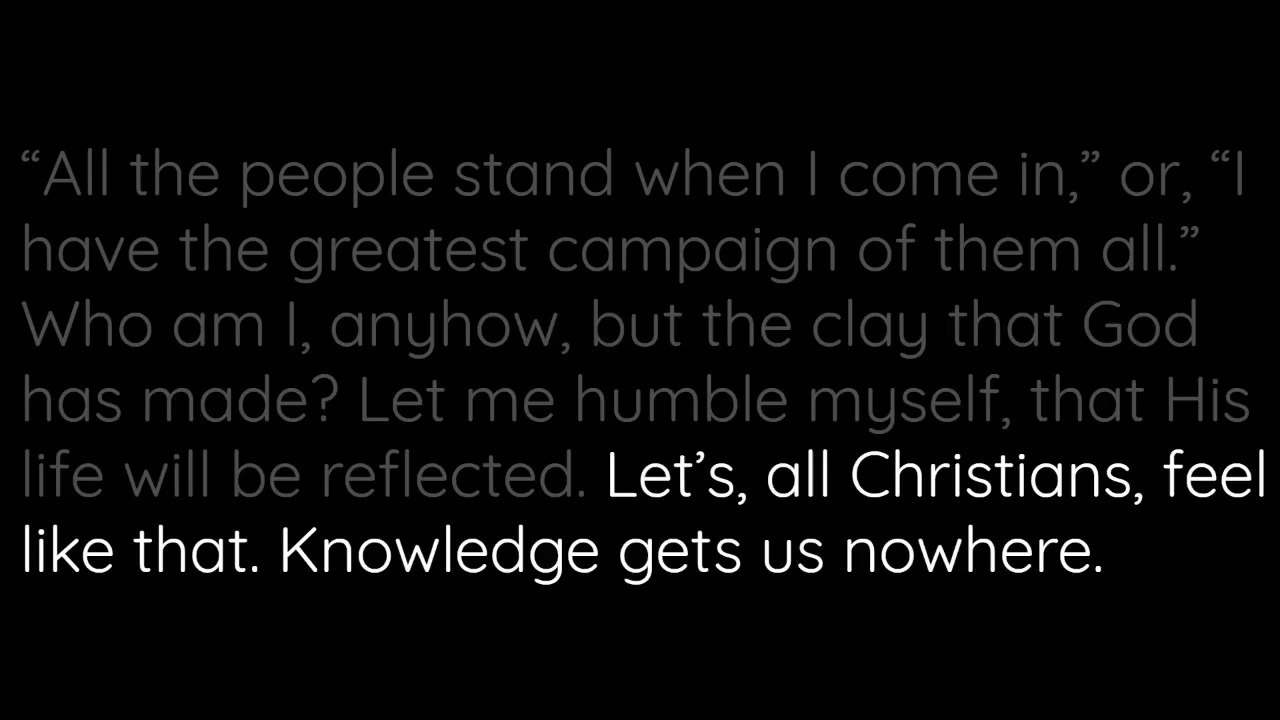 “All the people stand when I come in,” or, “I
have the greatest campaign of them all.”
Who am I, anyhow, but the clay that God
has made? Let me humble myself, that His
life will be reflected. Let’s, all Christians, feel
like that. Knowledge gets us nowhere.